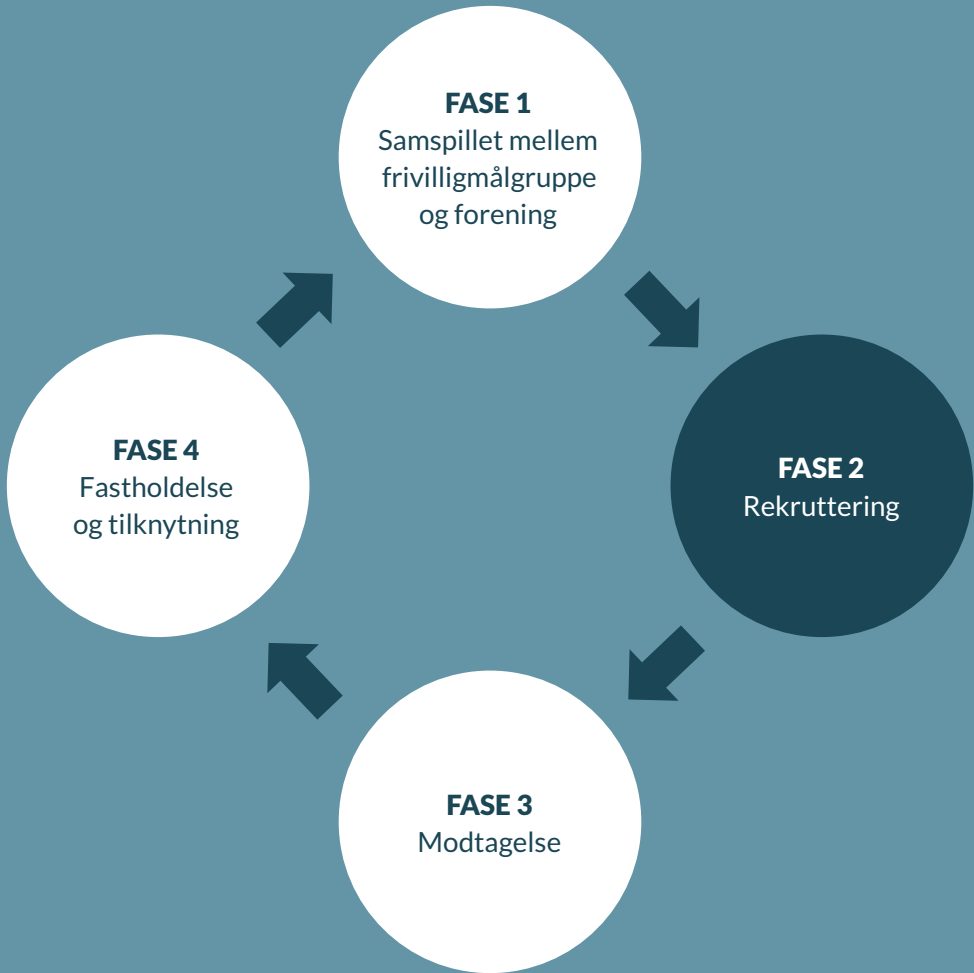 FASE 1
Samspillet mellem
frivilligmålgruppe
og forening
FASE 2
Rekruttering
FASE 3
Modtagelse
FASE 4
Fastholdelse
og tilknytning